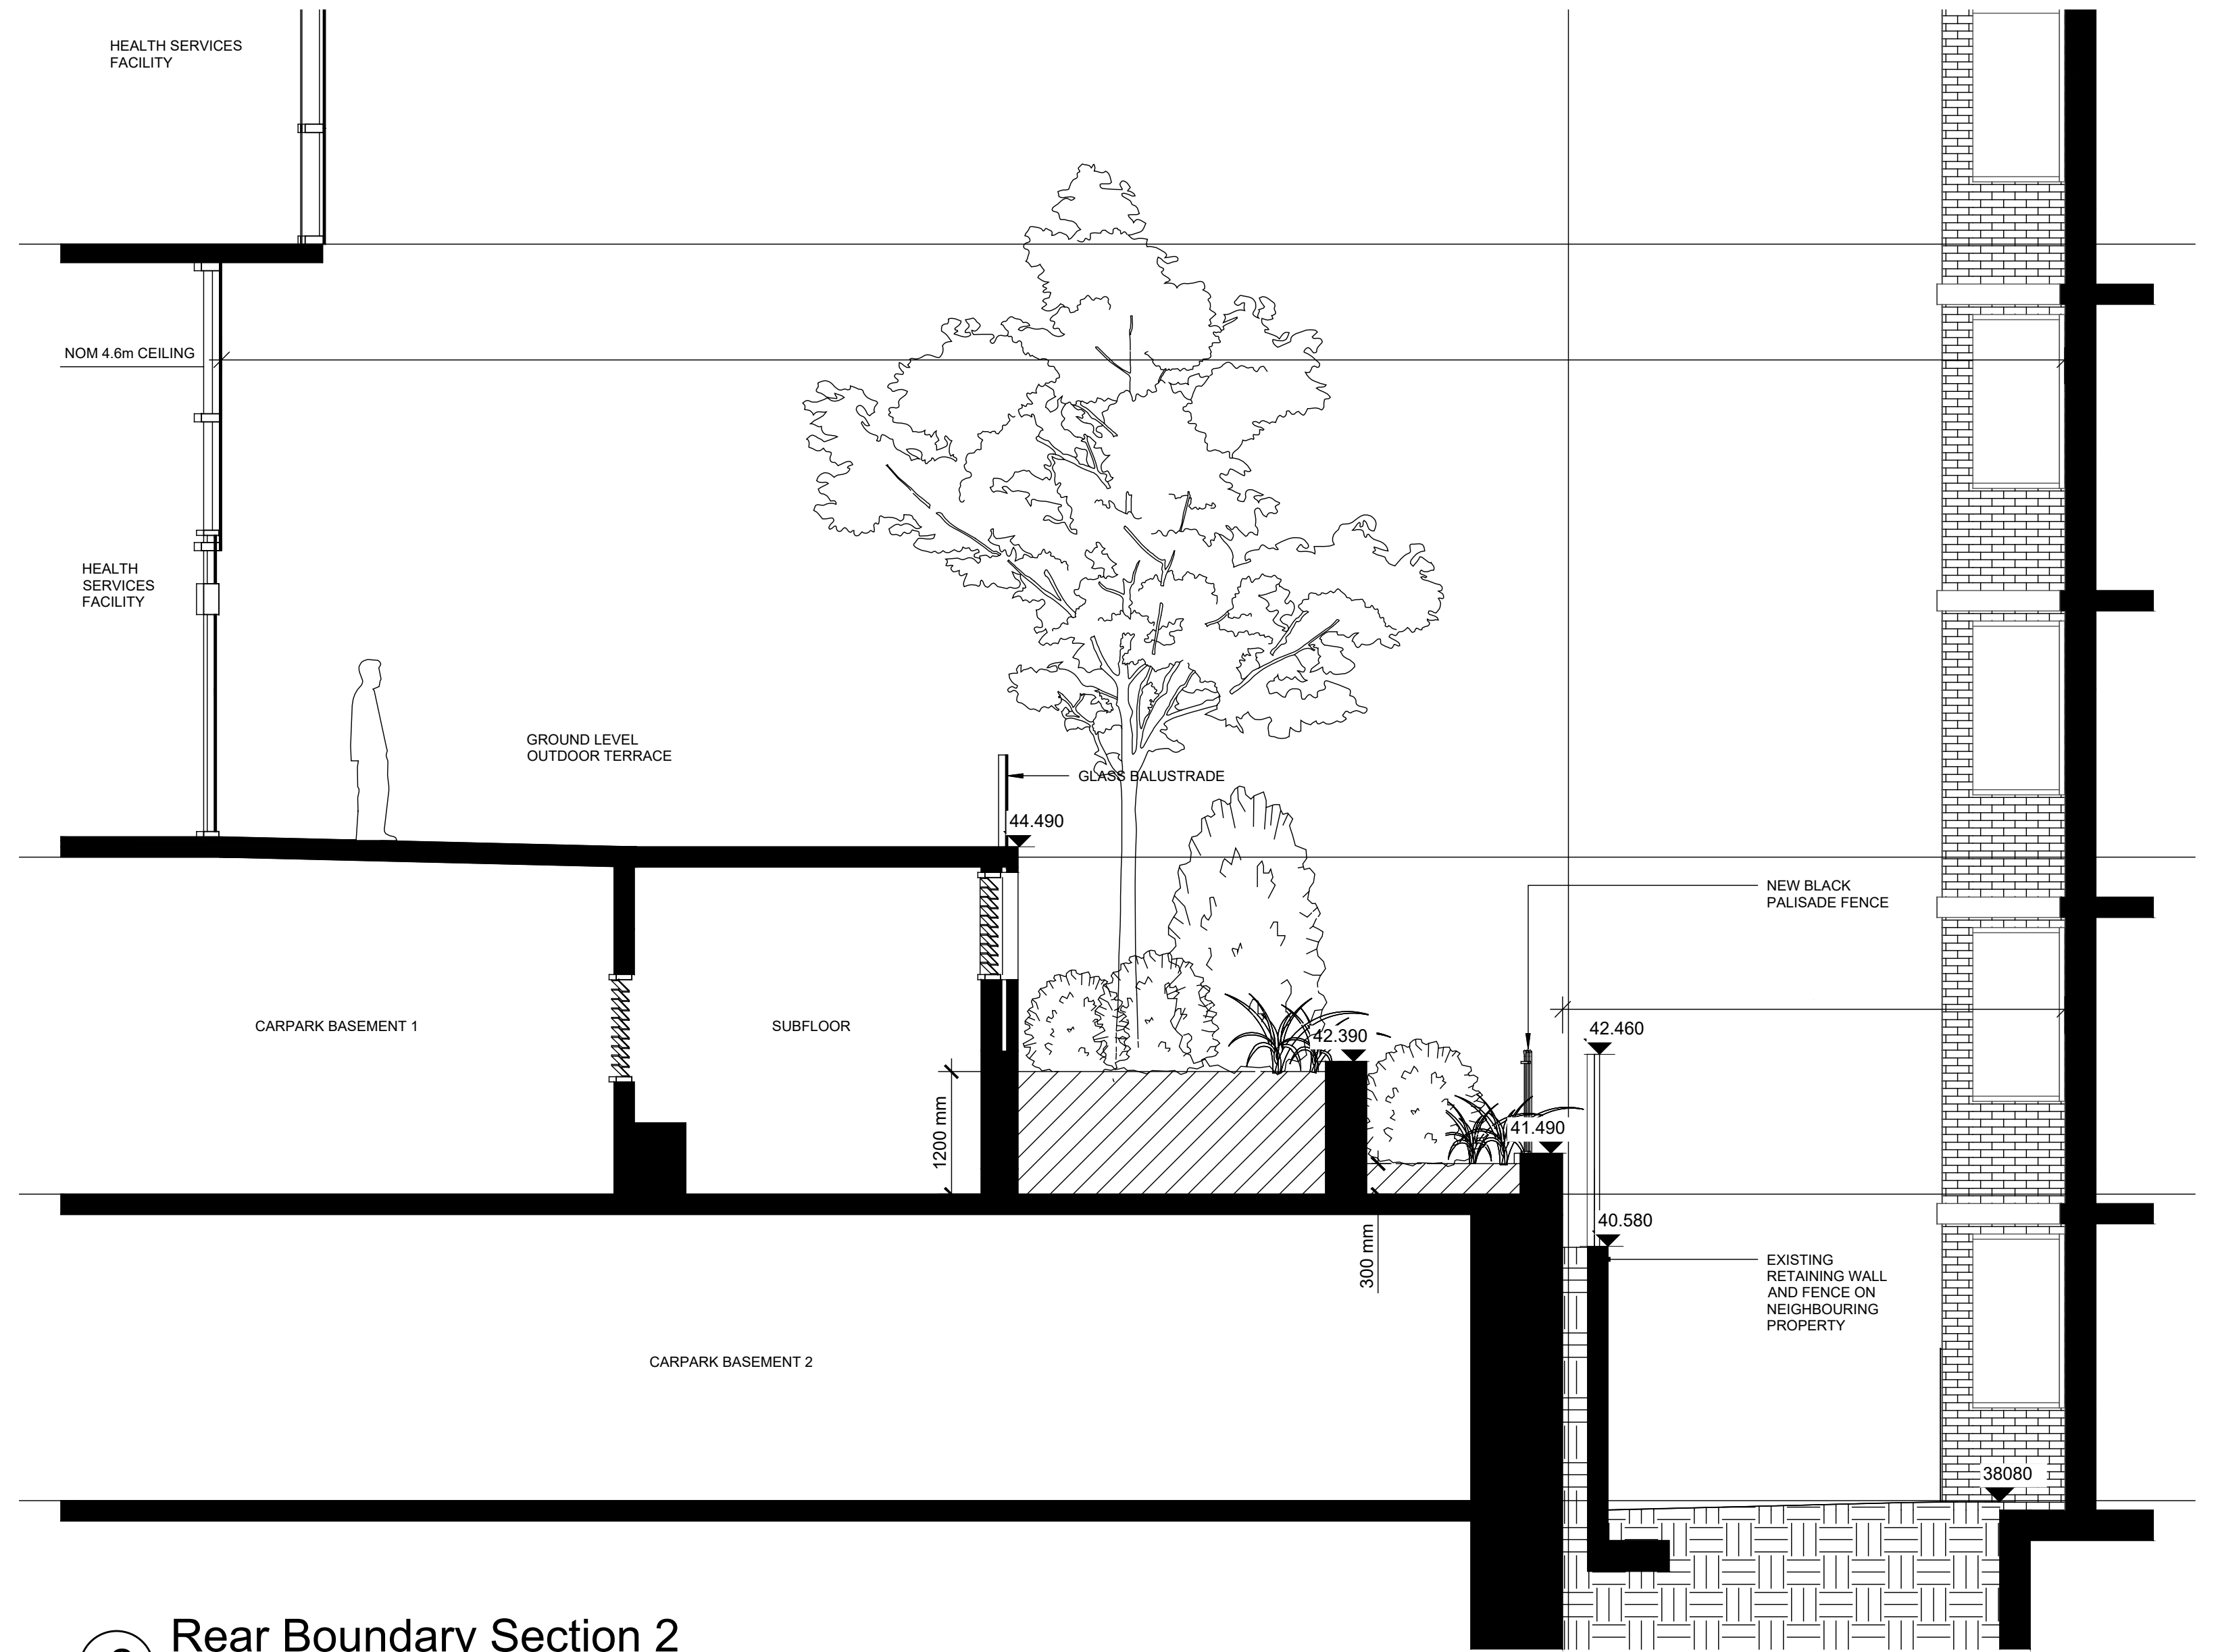 HEALTH SERVICES
FACILITY
NOM 4.6m CEILING
HEALTH
SERVICES
FACILITY
GROUND LEVEL
OUTDOOR TERRACE
GLASS BALUSTRADE
44.490
NEW BLACK
PALISADE FENCE
CARPARK BASEMENT 1
SUBFLOOR
42.390
42.460
1200 mm
41.490
40.580
300 mm
EXISTING
RETAINING WALL
AND FENCE ON
NEIGHBOURING
PROPERTY
CARPARK BASEMENT 2
38080
Rear Boundary Section 2